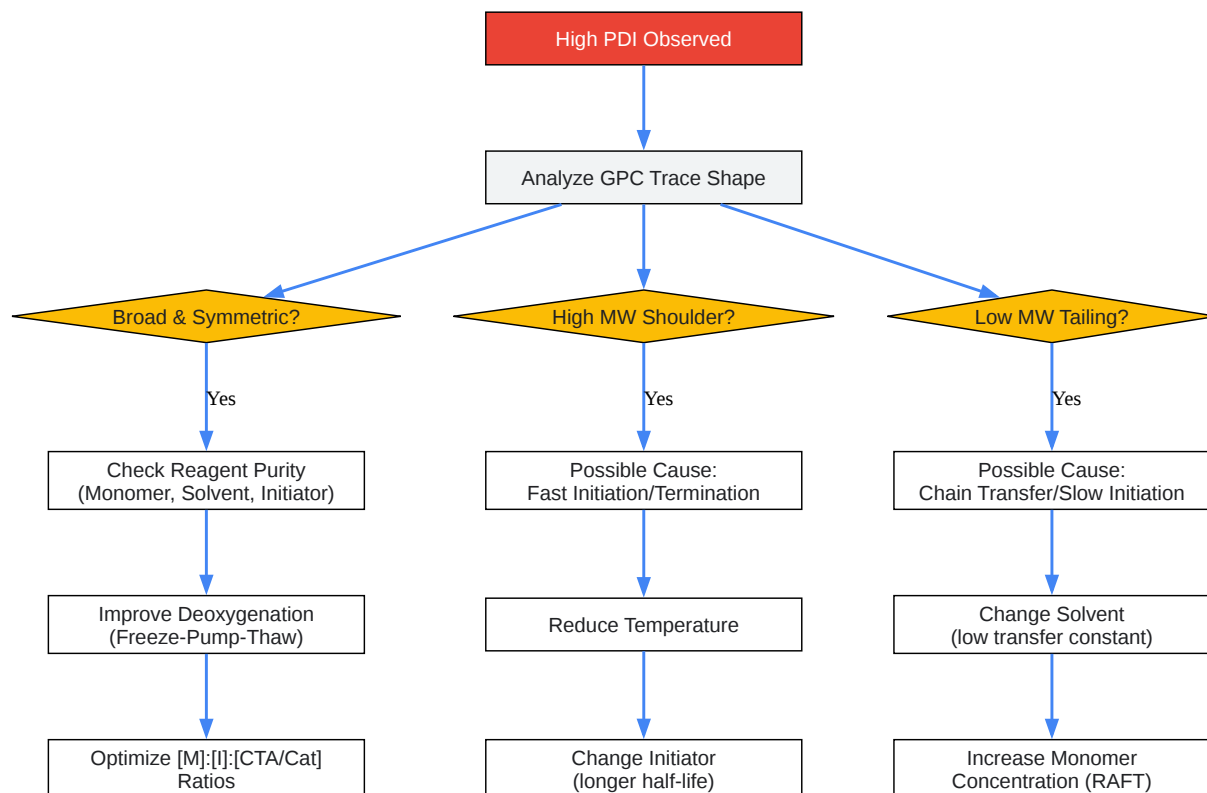 High PDI Observed
Analyze GPC Trace Shape
Broad & Symmetric?
High MW Shoulder?
Low MW Tailing?
Yes
Yes
Yes
Check Reagent Purity
(Monomer, Solvent, Initiator)
Possible Cause:
Fast Initiation/Termination
Possible Cause:
Chain Transfer/Slow Initiation
Improve Deoxygenation
(Freeze-Pump-Thaw)
Reduce Temperature
Change Solvent
(low transfer constant)
Optimize [M]:[I]:[CTA/Cat]
Ratios
Change Initiator
(longer half-life)
Increase Monomer
Concentration (RAFT)